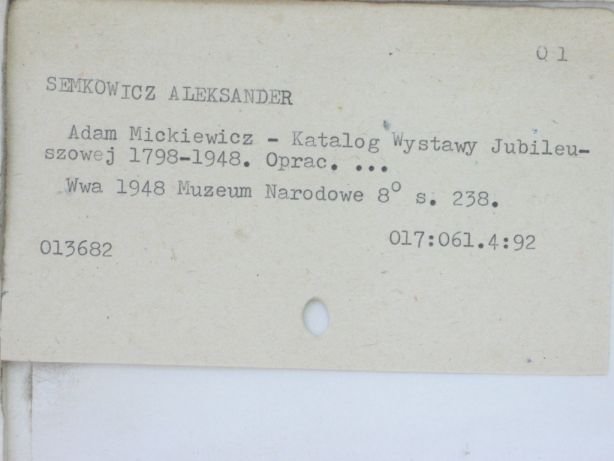 0 1
SEMKOWICZ ALEKSANDER
Adam Mickiewicz - Katalog Wystawy Jubileu-
szowej 1798-1948. Oprac. ...
Wwa 1948 Muzeum Narodowe 8° s. 238.
017:061.4:92
013682